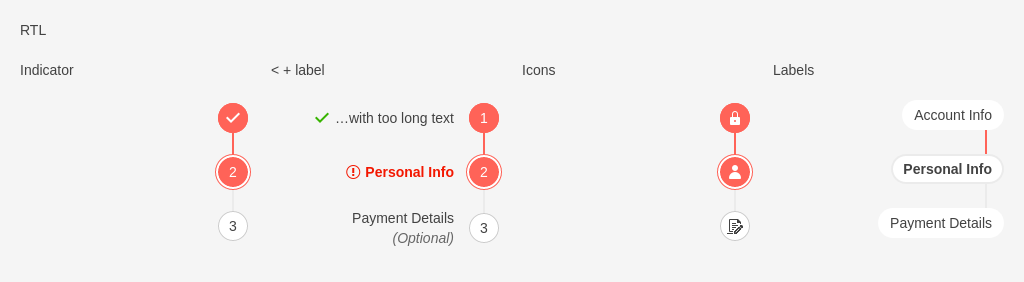 RTL
Indicator
< + label
Icons
Labels
2
3
…with too long text
1
Personal Info
2
Payment Details
(Optional)
3
Account Info
Personal Info
Payment Details